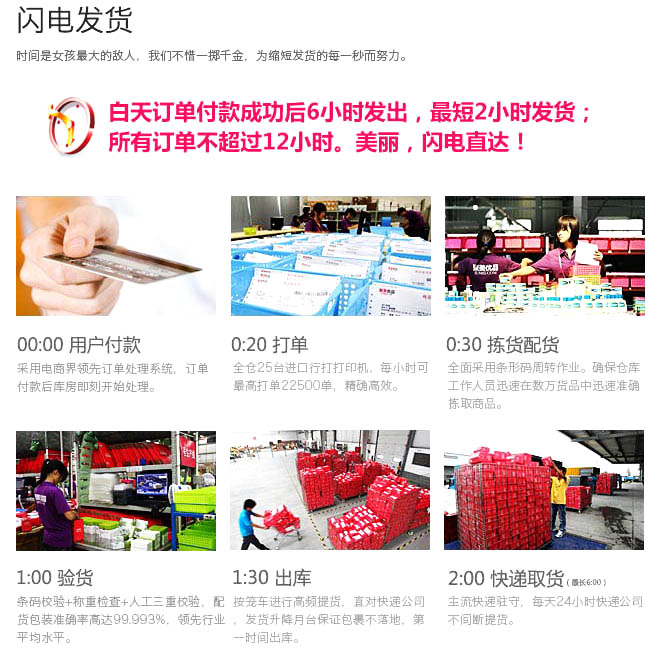 闪电发货
时间是女孩最大的敌人，我们不惜一掷千金，为缩短发货的每一秒而努力。
白天订单付款成功后6小时发出，最短2小时发货；
所有订单不超过12小时。美丽，闪电直达！
00:00 用户付款
采用电商界领先订单处理系统，订单
付款后库房即刻开始处理。
0:20 打单
全仓25台进口行打打印机，每小时可
最高打单22500单，精确高效。
0:30 拣货配货
全面采用条形码周转作业。确保仓库
工作人员迅速在数万货品中迅速准确
拣取商品。
1:00 验货
条码校验+称重检查+人工三重校验，配
货包装准确率高达99.993%，领先行业
平均水平。
1:30 出库
按笼车进行高频提货，直对快递公司
，发货升降月台保证包裹不落地，第
一时间出库。
2:00 快递取货（最长6:00）
主流快递驻守，每天24小时快递公司
不间断提货。